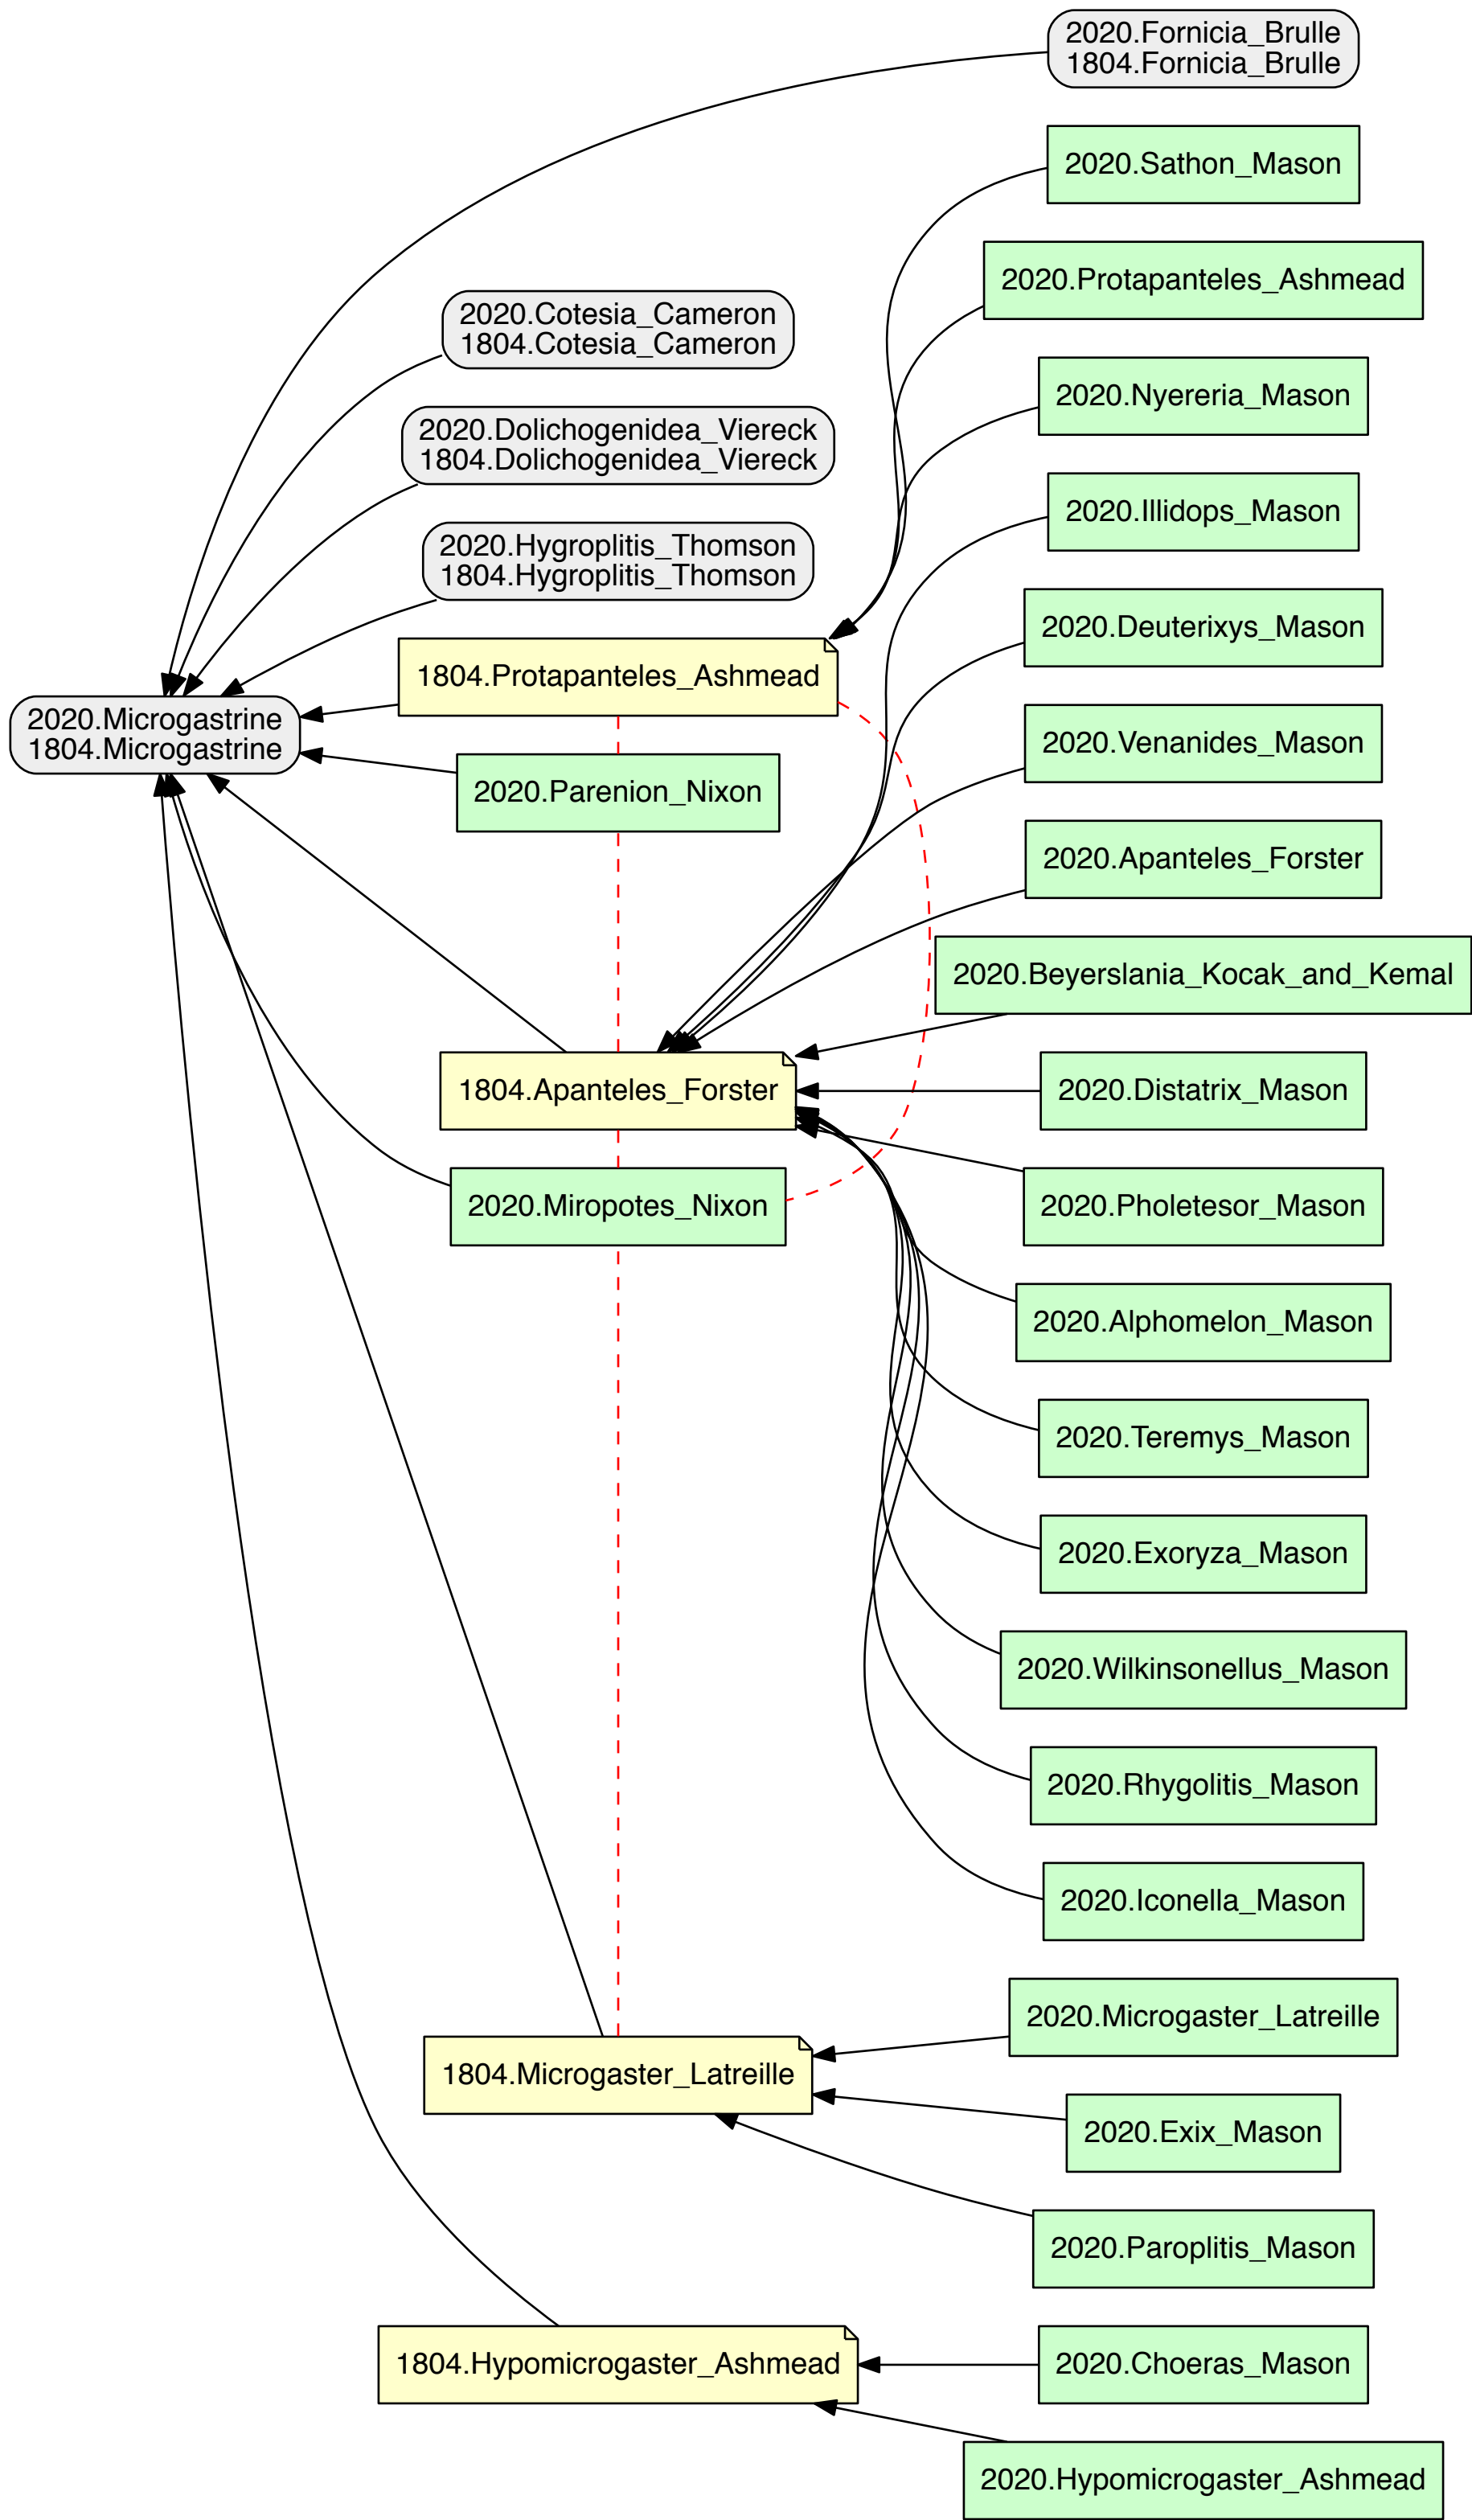 2020.Fornicia_Brulle
1804.Fornicia_Brulle
2020.Sathon_Mason
2020.Protapanteles_Ashmead
2020.Cotesia_Cameron
1804.Cotesia_Cameron
2020.Nyereria_Mason
2020.Dolichogenidea_Viereck
1804.Dolichogenidea_Viereck
2020.Illidops_Mason
2020.Hygroplitis_Thomson
1804.Hygroplitis_Thomson
2020.Deuterixys_Mason
1804.Protapanteles_Ashmead
2020.Microgastrine
1804.Microgastrine
2020.Venanides_Mason
2020.Parenion_Nixon
2020.Apanteles_Forster
2020.Beyerslania_Kocak_and_Kemal
1804.Apanteles_Forster
2020.Distatrix_Mason
2020.Miropotes_Nixon
2020.Pholetesor_Mason
2020.Alphomelon_Mason
2020.Teremys_Mason
2020.Exoryza_Mason
2020.Wilkinsonellus_Mason
2020.Rhygolitis_Mason
2020.Iconella_Mason
2020.Microgaster_Latreille
1804.Microgaster_Latreille
2020.Exix_Mason
2020.Paroplitis_Mason
1804.Hypomicrogaster_Ashmead
2020.Choeras_Mason
2020.Hypomicrogaster_Ashmead